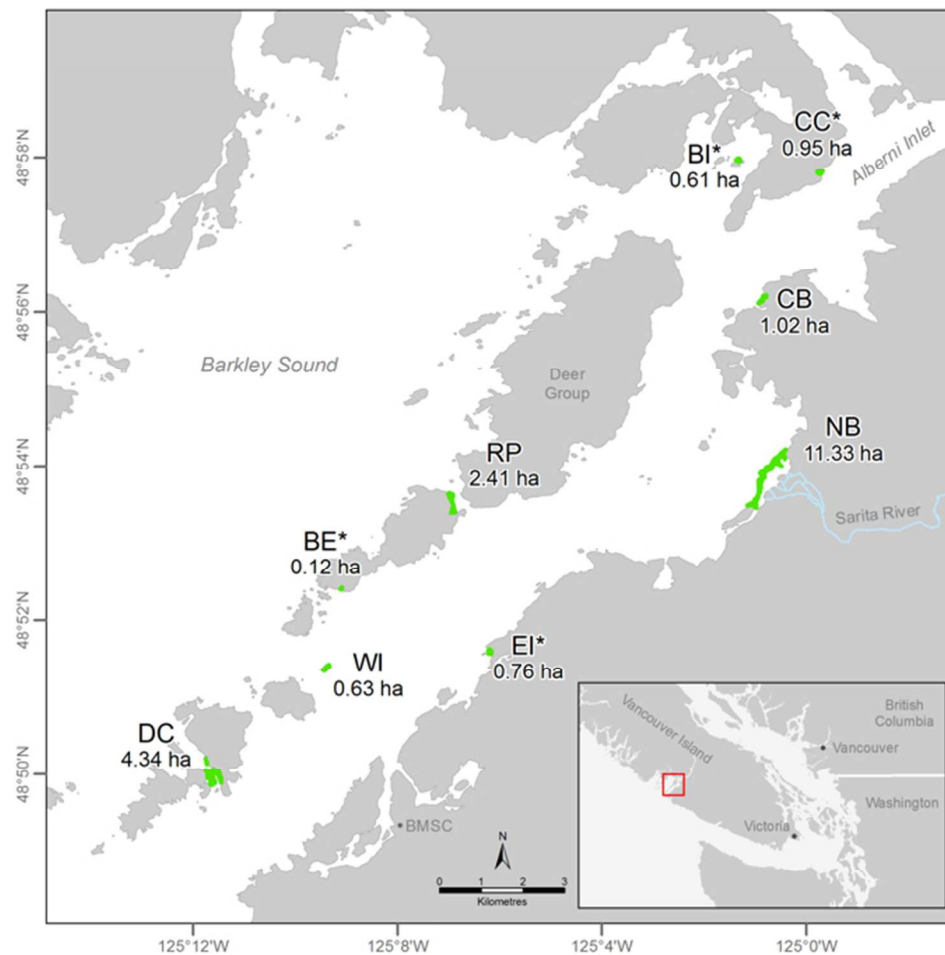 CC*
0.95 ha
BI*
0.61 ha
Alberni Inlet
48°58'N
CB
1.02 ha
48°56'N
Barkley Sound
Deer
Group
NB
11.33 ha
RP
2.41 ha
48°54'N
Sarita River
BE*
0.12 ha
48°52'N
EI*
0.76 ha
WI
0.63 ha
DC
4.34 ha
48°50'N
BMSC
N
0 1 2 3
Kilometres
Vancouver Island
British
Columbia
Vancouver
Washington
Victoria
125°12'W
125°8'W
125°4'W
125°0'W